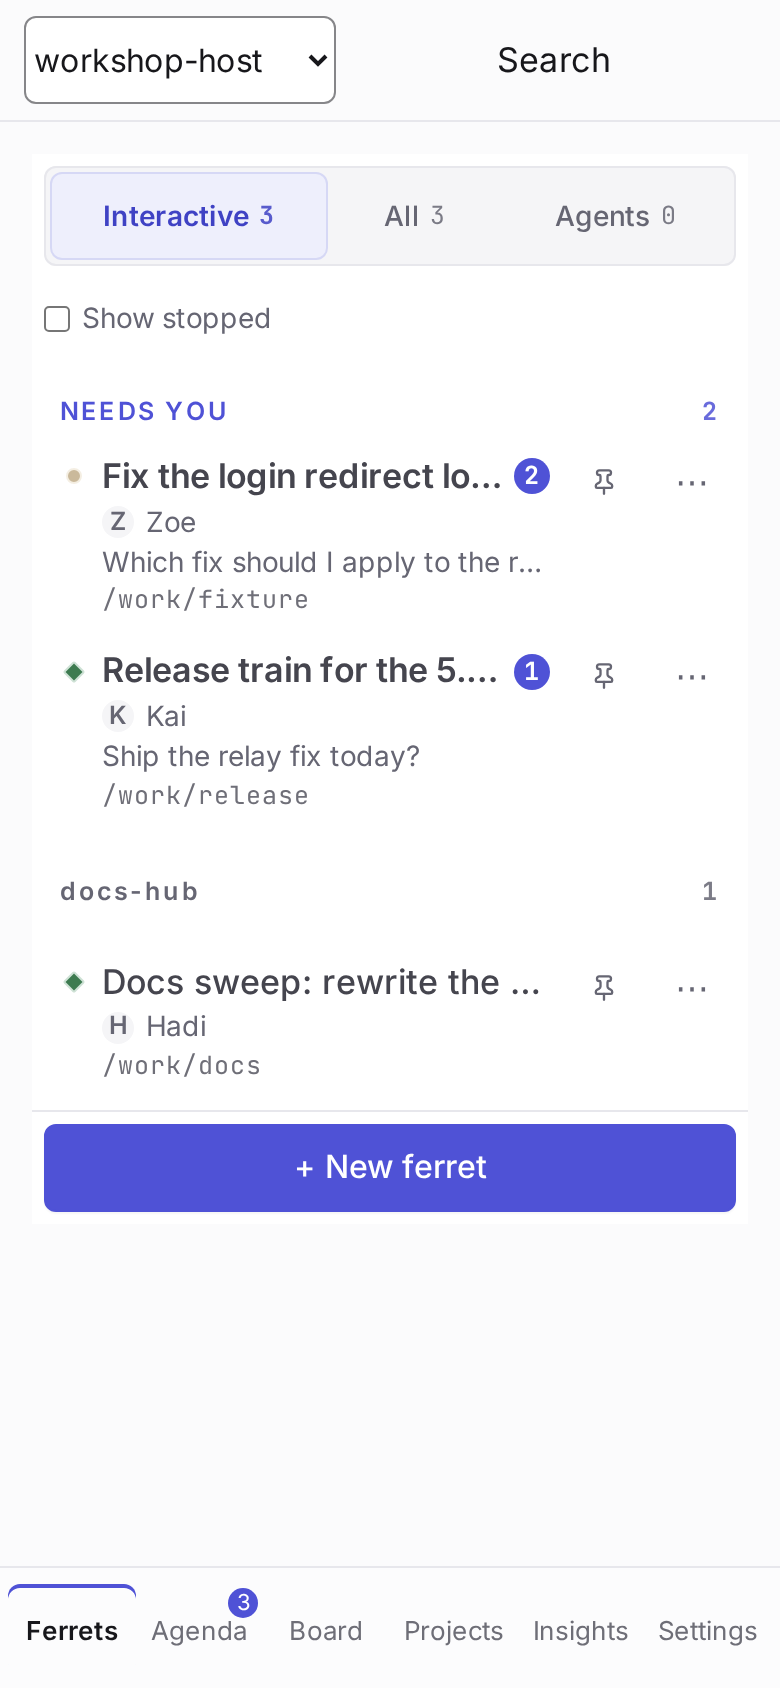 workshop-host
Search
Interactive 3
All 3
Agents 0
Show stopped
NEEDS YOU 2
Fix the login redirect lo... 2 ...
Z Zoe
Which fix should I apply to the r...
/work/fixture
Release train for the 5.... 1 ...
K Kai
Ship the relay fix today?
/work/release
docs-hub 1
Docs sweep: rewrite the ... ...
H Hadi
/work/docs
+ New ferret
3
Ferrets Agenda Board Projects Insights Settings